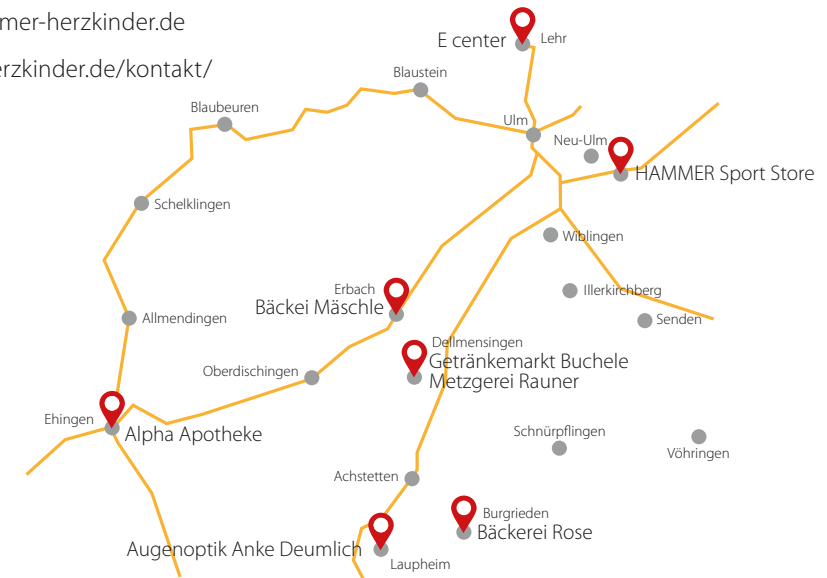 mer-herzkinder.de
erzkinder.de/kontakt/
E center
Lehr
Blaustein
Blaubeuren
Ulm
Neu-Ulm
HAMMER Sport Store
Schelklingen
Wiblingen
Erbach
Bäckei Mäschle
Illerkirchberg
Allmendingen
Senden
Dellmensingen
Getränkemarkt Buchele
Metzgerei Rauner
Oberdischingen
Ehingen
Alpha Apotheke
Schnürpflingen
Vöhringen
Achstetten
Burgrieden
Bäckerei Rose
Augenoptik Anke Deumlich
Laupheim